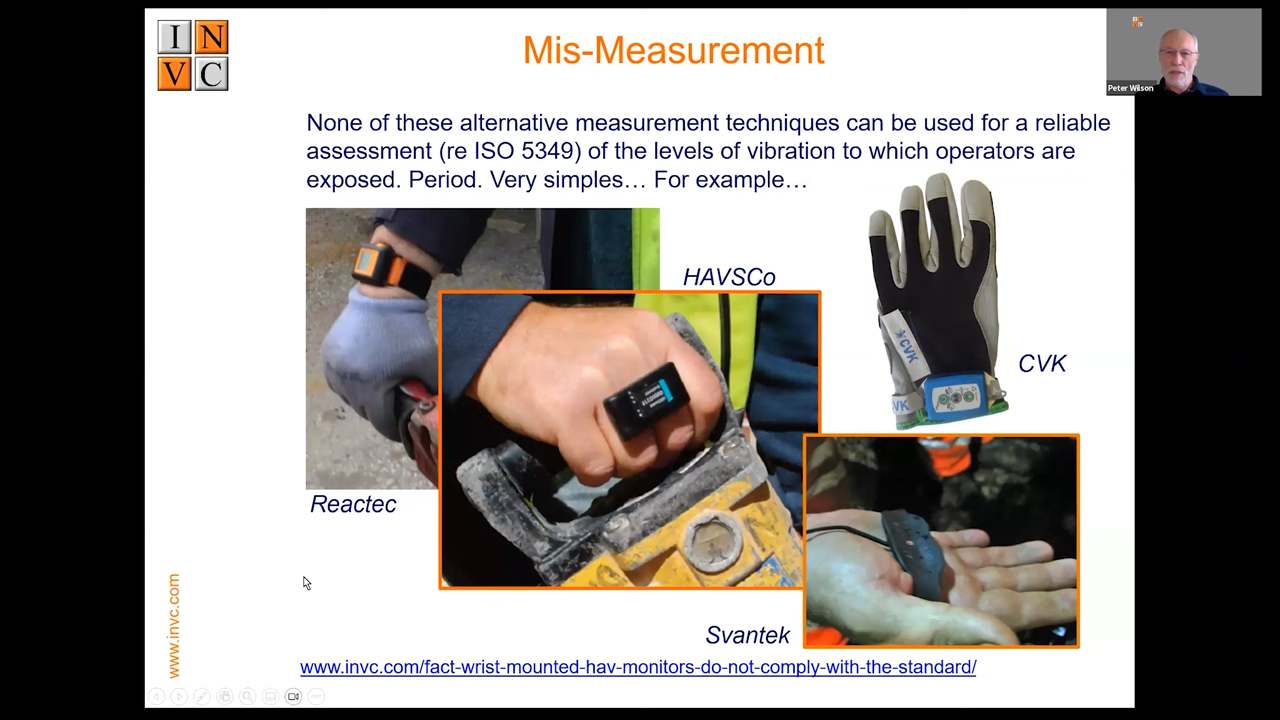 I N
V C
Mis-Measurement
Peter Wilson
None of these alternative measurement techniques can be used for a reliable
assessment (re ISO 5349) of the levels of vibration to which operators are
exposed. Period. Very simples… For example…
HAVSCo
CVK
CVK
Reactec
Svantek
www.invc.com
www.invc.com/fact-wrist-mounted-hav-monitors-do-not-comply-with-the-standard/